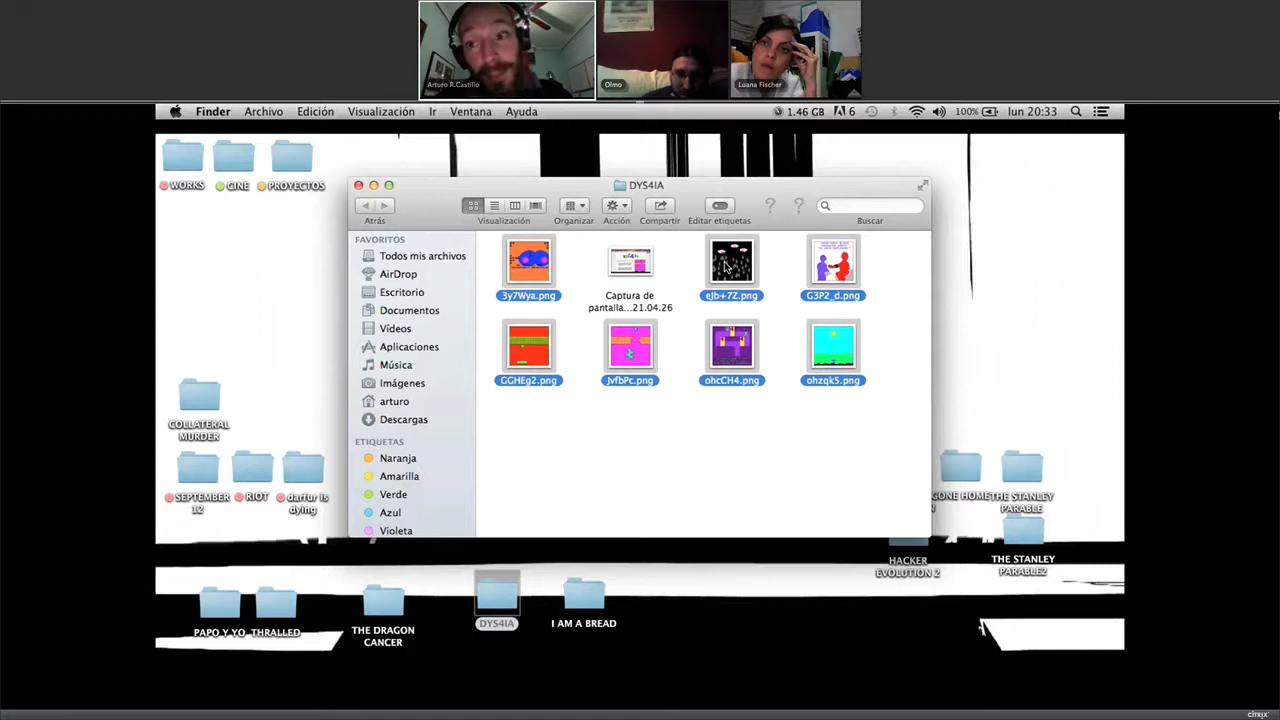 Arturo R.Castillo
Olmo
Luana Fischer
Finder Archivo Edición Visualización Ir Ventana Ayuda
1.46 GB 6 100% lun 20:33
WORKS
CINE
PROYECTOS
DYS4IA
Atrás
Visualización
Organizar
Acción
Compartir
Editar etiquetas
Buscar
FAVORITOS
Todos mis archivos
AirDrop
Escritorio
Documentos
Vídeos
Aplicaciones
Música
Imágenes
arturo
Descargas
ETIQUETAS
Naranja
Amarilla
Verde
Azul
Violeta
3y7Wya.png
Captura de
pantalla...21.04.26
ejb+7Z.png
G3P2_d.png
GGHEg2.png
JvfbPc.png
ohcCH4.png
ohzqk5.png
COLLATERAL
MURDER
SEPTEMBER
12
RIOT
darfur is
dying
GONE HOME
THE STANLEY
PARABLE
HACKER
EVOLUTION 2
THE STANLEY
PARABLE2
PAPO Y YO
THRALLED
THE DRAGON
CANCER
DYS4IA
I AM A BREAD
CITRIX